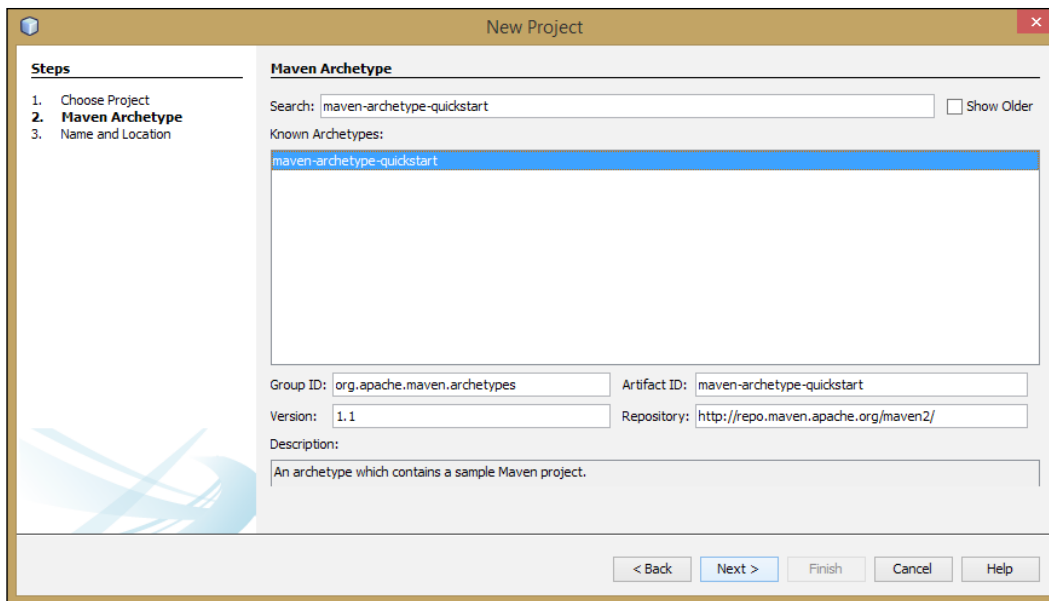 New Project
Steps
1. Choose Project
2. Maven Archetype
3. Name and Location
Maven Archetype
Search: maven-archetype-quickstart Show Older
Known Archetypes:
maven-archetype-quickstart
Group ID: org.apache.maven.archetypes Artifact ID: maven-archetype-quickstart
Version: 1.1 Repository: http://repo.maven.apache.org/maven2/
Description:
An archetype which contains a sample Maven project.
< Back Next > Finish Cancel Help